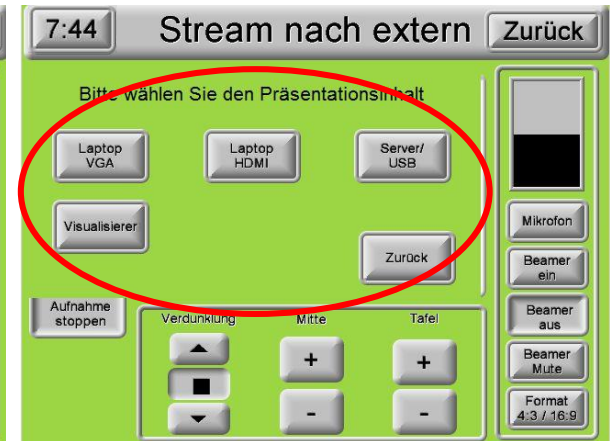 7:44
Stream nach extern
Zurück
Bitte wählen Sie den Präsentationsinhalt
Laptop
VGA
Laptop
HDMI
Server/
USB
Visualisierer
Zurück
Mikrofon
Beamer
ein
Beamer
aus
Beamer
Mute
Format
4:3 / 16:9
Aufnahme
stoppen
Verdunklung
Mitte
Tafel
+
+
-
-